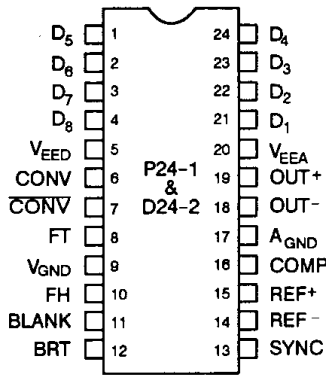 D5 1 24 D4
D6 2 23 D3
D7 3 22 D2
D8 4 21 D1
VEED 5 20 VEEA
CONV 6 P24-1 19 OUT+
& 
C̅O̅N̅V̅ 7 D24-2 18 OUT−
FT 8 17 AGND
VGND 9 16 COMP
FH 10 15 REF+
BLANK 11 14 REF−
BRT 12 13 SYNC